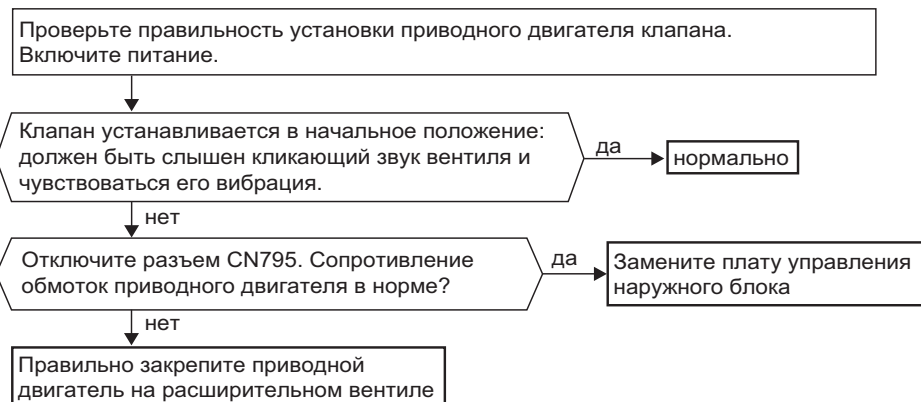 Проверьте правильность установки приводного двигателя клапана.
Включите питание.
Клапан устанавливается в начальное положение:
должен быть слышен кликающий звук вентиля и
чувствоваться его вибрация.
да
нормально
нет
Отключите разъем CN795. Сопротивление
обмоток приводного двигателя в норме?
да
Замените плату управления
наружного блока
нет
Правильно закрепите приводной
двигатель на расширительном вентиле